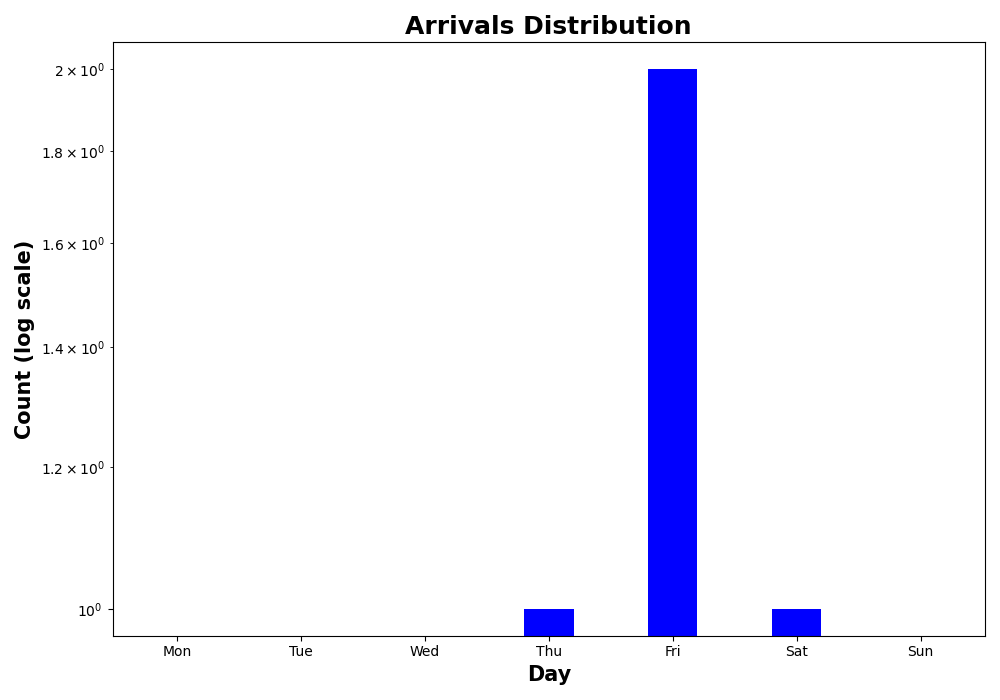 Arrivals Distribution
Count (log scale)
2 × 10⁰
1.8 × 10⁰
1.6 × 10⁰
1.4 × 10⁰
1.2 × 10⁰
10⁰
Mon Tue Wed Thu Fri Sat Sun
Day